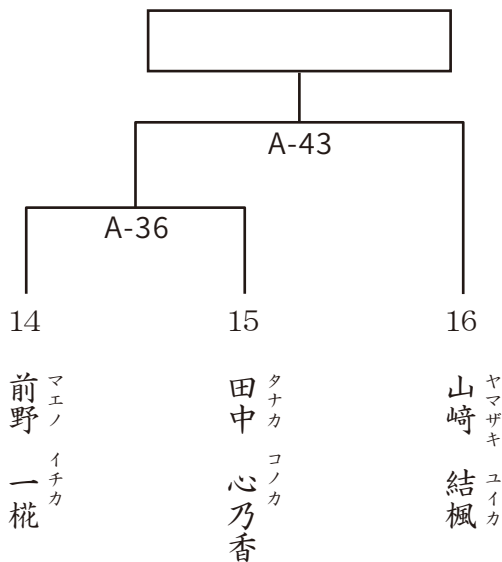 A-43
A-36
14
15
16
前野 一椛
マエノ イチカ
田中 心乃香
タナカ コノカ
山﨑 結楓
ヤマザキ ユイカ